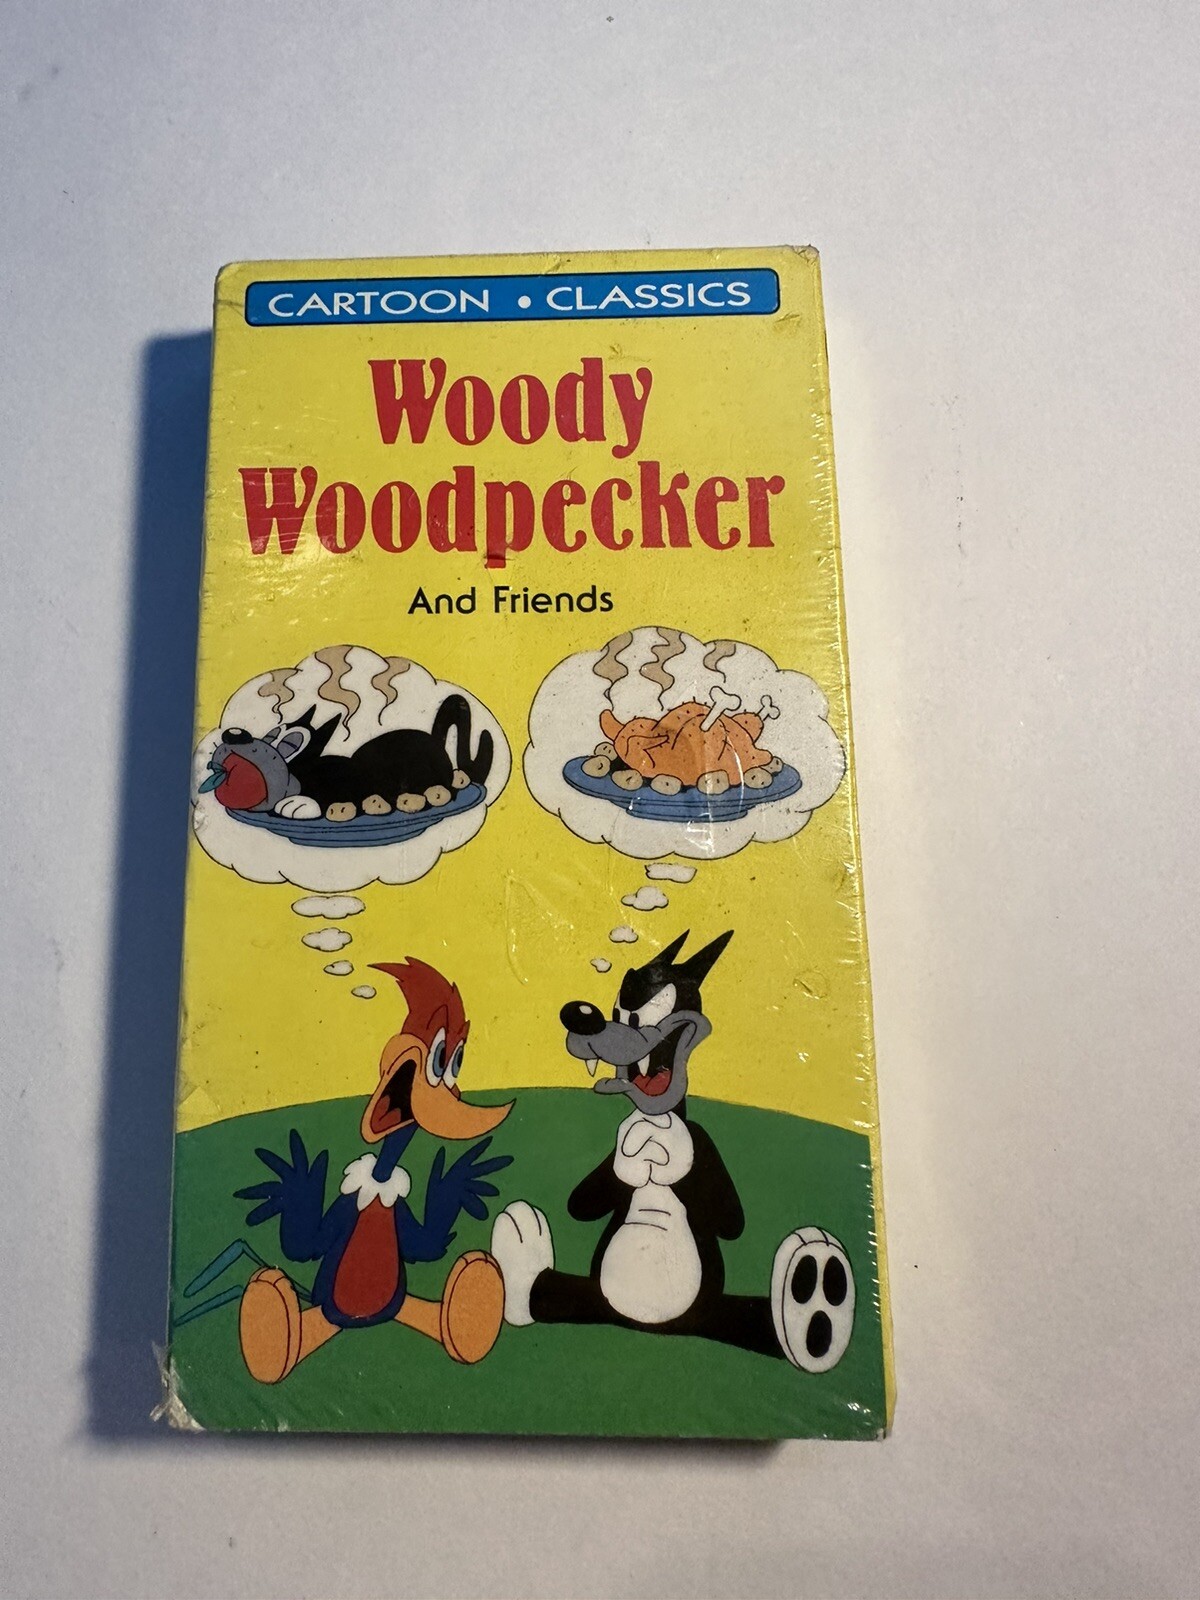 CARTOON • CLASSICS
Woody
Woodpecker
And Friends